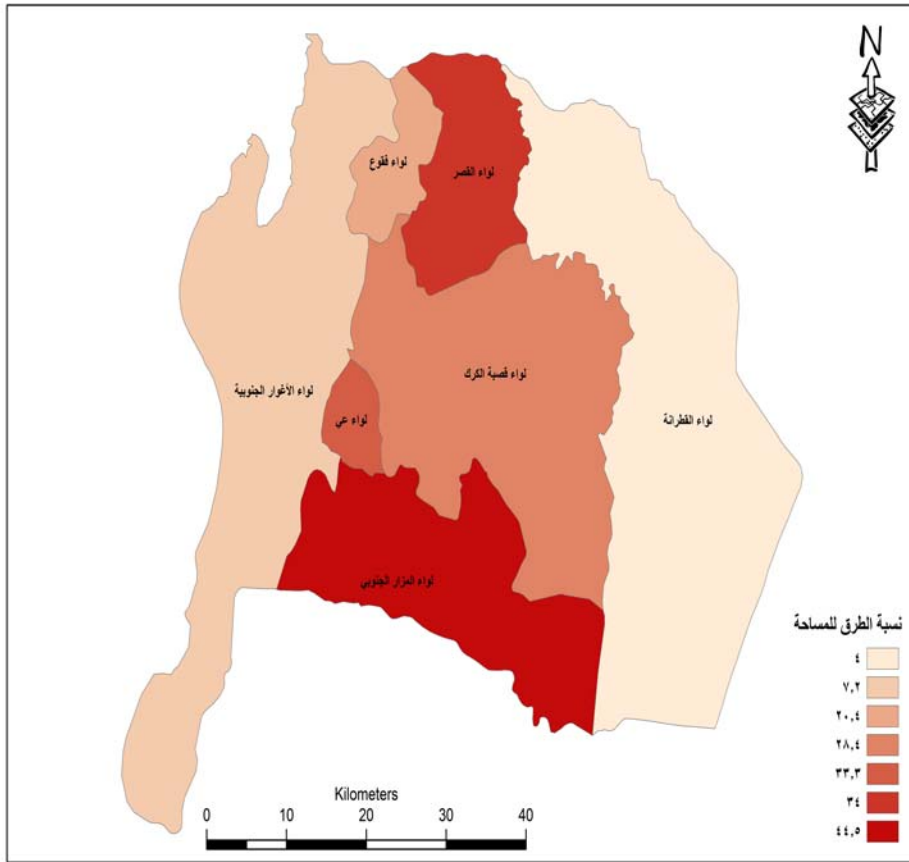 N
لواء فقوع
لواء القصر
لواء قصبة الكرك
لواء الأغوار الجنوبية
لواء عي
لواء القطرانة
لواء المزار الجنوبي
نسبة الطرق للمساحة
٤
٧,٢
٢٠,٤
٢٨,٤
٣٣,٣
٣٤
٤٤,٥
Kilometers
0 10 20 30 40